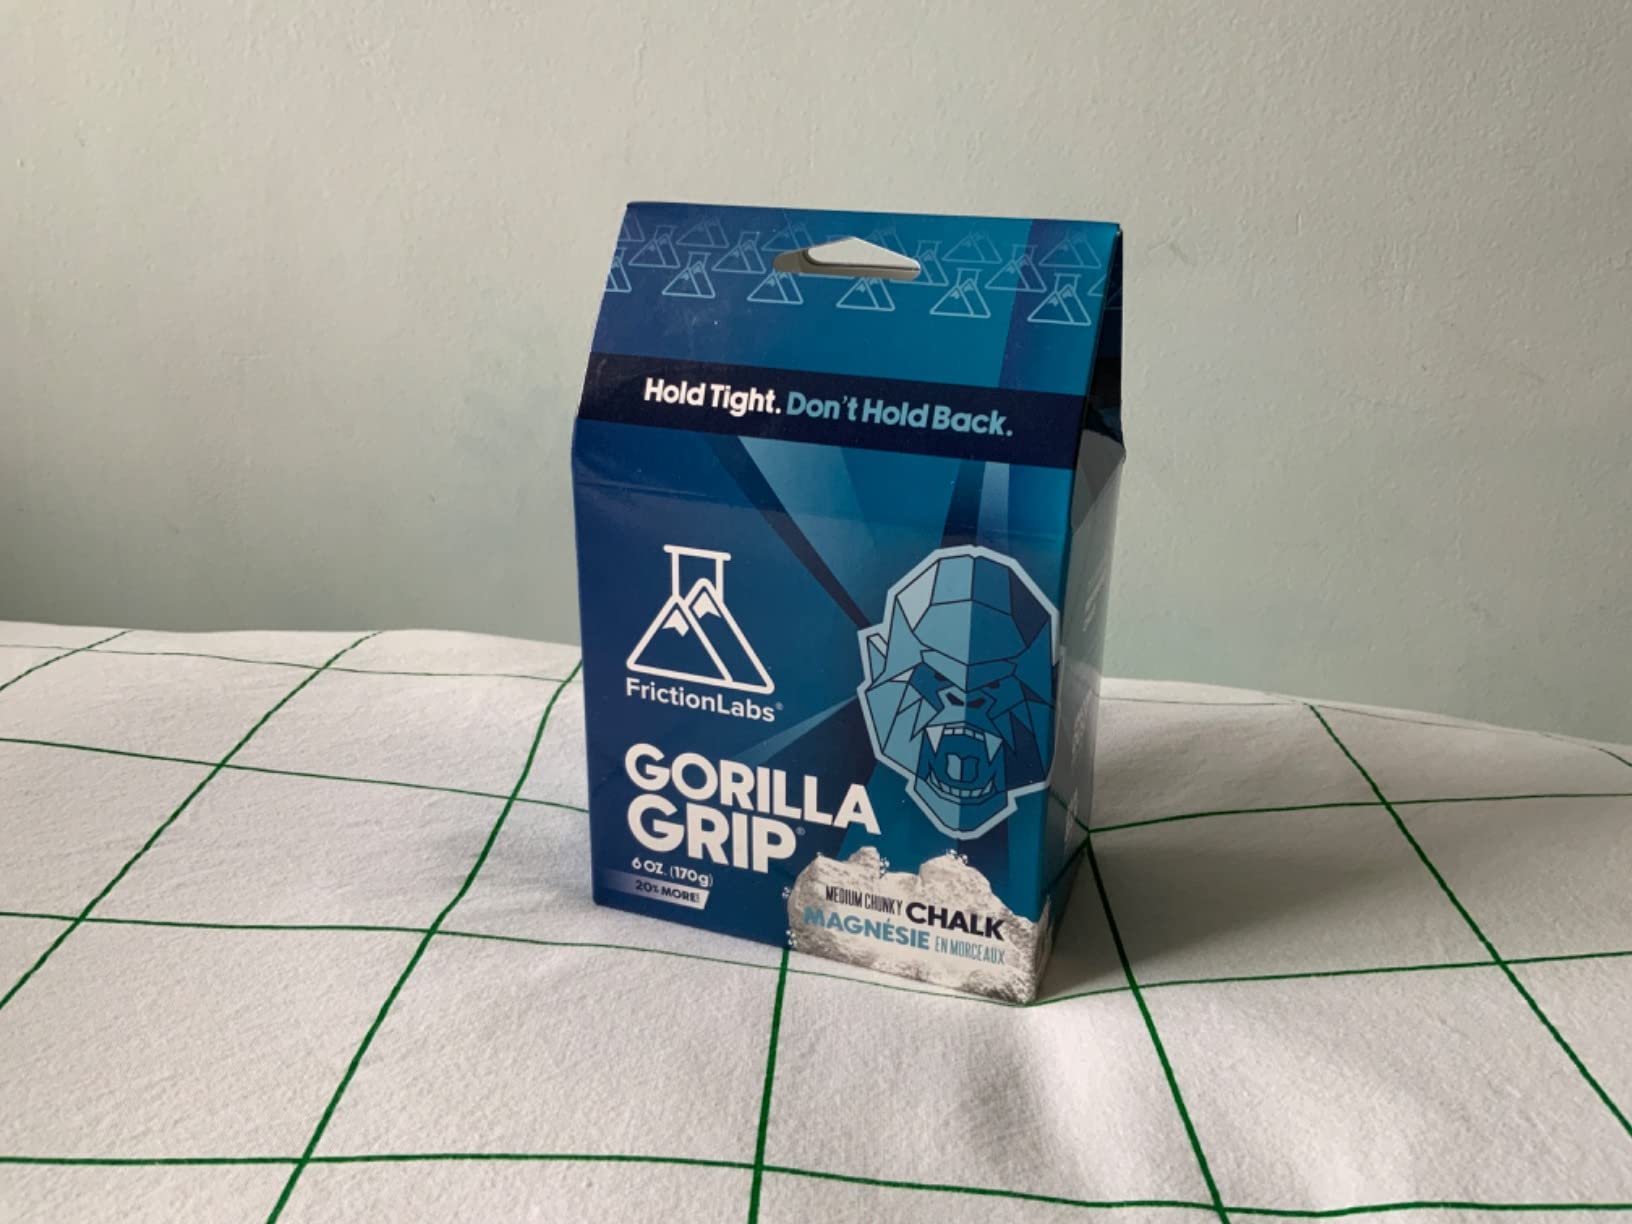 Hold Tight. Don't Hold Back.
FrictionLabs®
GORILLA
GRIP®
6 OZ. (170g)
20% MORE!
MEDIUM CHUNKY CHALK
MAGNÉSIE EN MORCEAUX